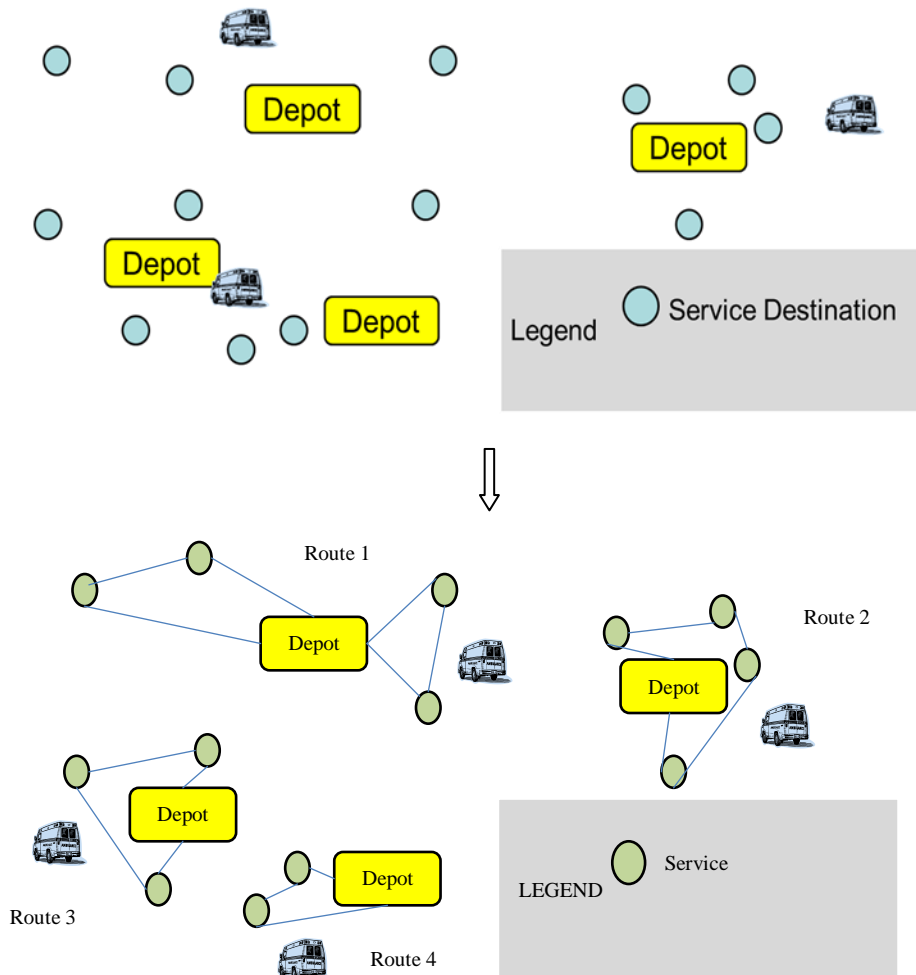 Depot
Depot
Depot
Depot
Service Destination
Legend
Route 1
Route 2
Depot
Depot
Depot
Depot
Service
LEGEND
Route 3
Route 4